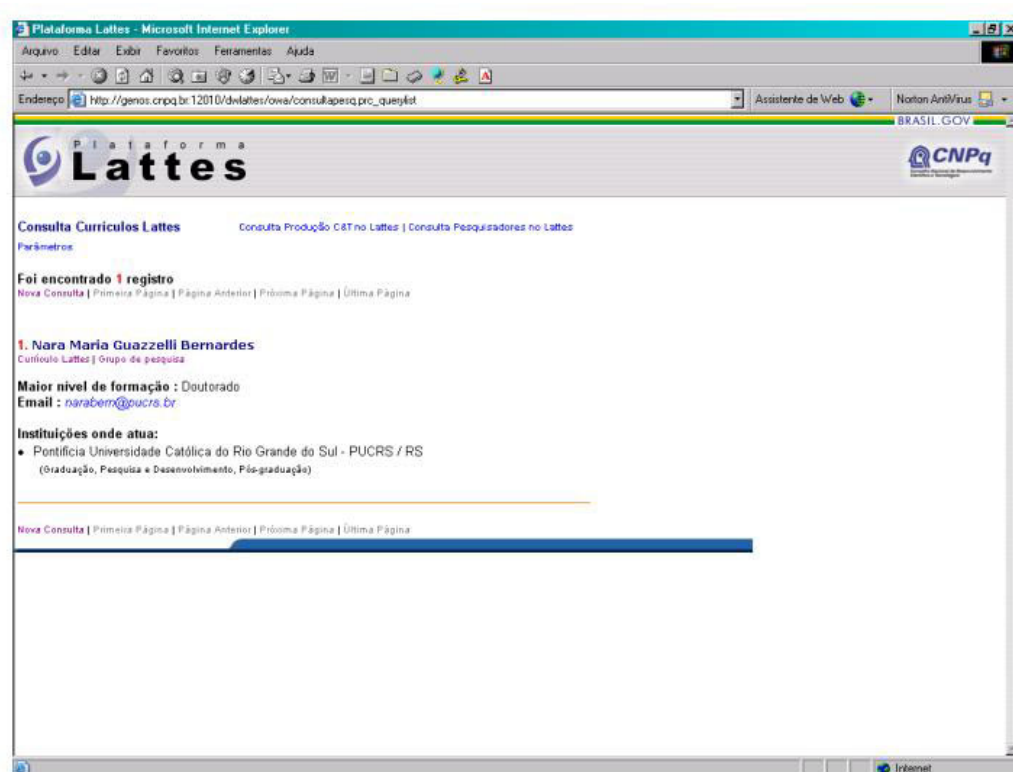 Plataforma Lattes - Microsoft Internet Explorer
Arquivo Editar Exibir Favoritos Ferramentas Ajuda
Endereço http://genos.cnpq.br:12010/dwlattes/owa/consultapesq.prc_querylist Assistente de Web Norton AntiVirus
BRASIL.GOV
Plataforma
Lattes
CNPq
Consulta Currículos Lattes Consulta Produção C&T no Lattes | Consulta Pesquisadores no Lattes
Parâmetros
Foi encontrado 1 registro
Nova Consulta | Primeira Página | Página Anterior | Próxima Página | Última Página
1. Nara Maria Guazzelli Bernardes
Currículo Lattes | Grupo de pesquisa
Maior nível de formação : Doutorado
Email : narabern@pucrs.br
Instituições onde atua:
• Pontifícia Universidade Católica do Rio Grande do Sul - PUCRS / RS
(Graduação, Pesquisa e Desenvolvimento, Pós-graduação)
Nova Consulta | Primeira Página | Página Anterior | Próxima Página | Última Página
Internet